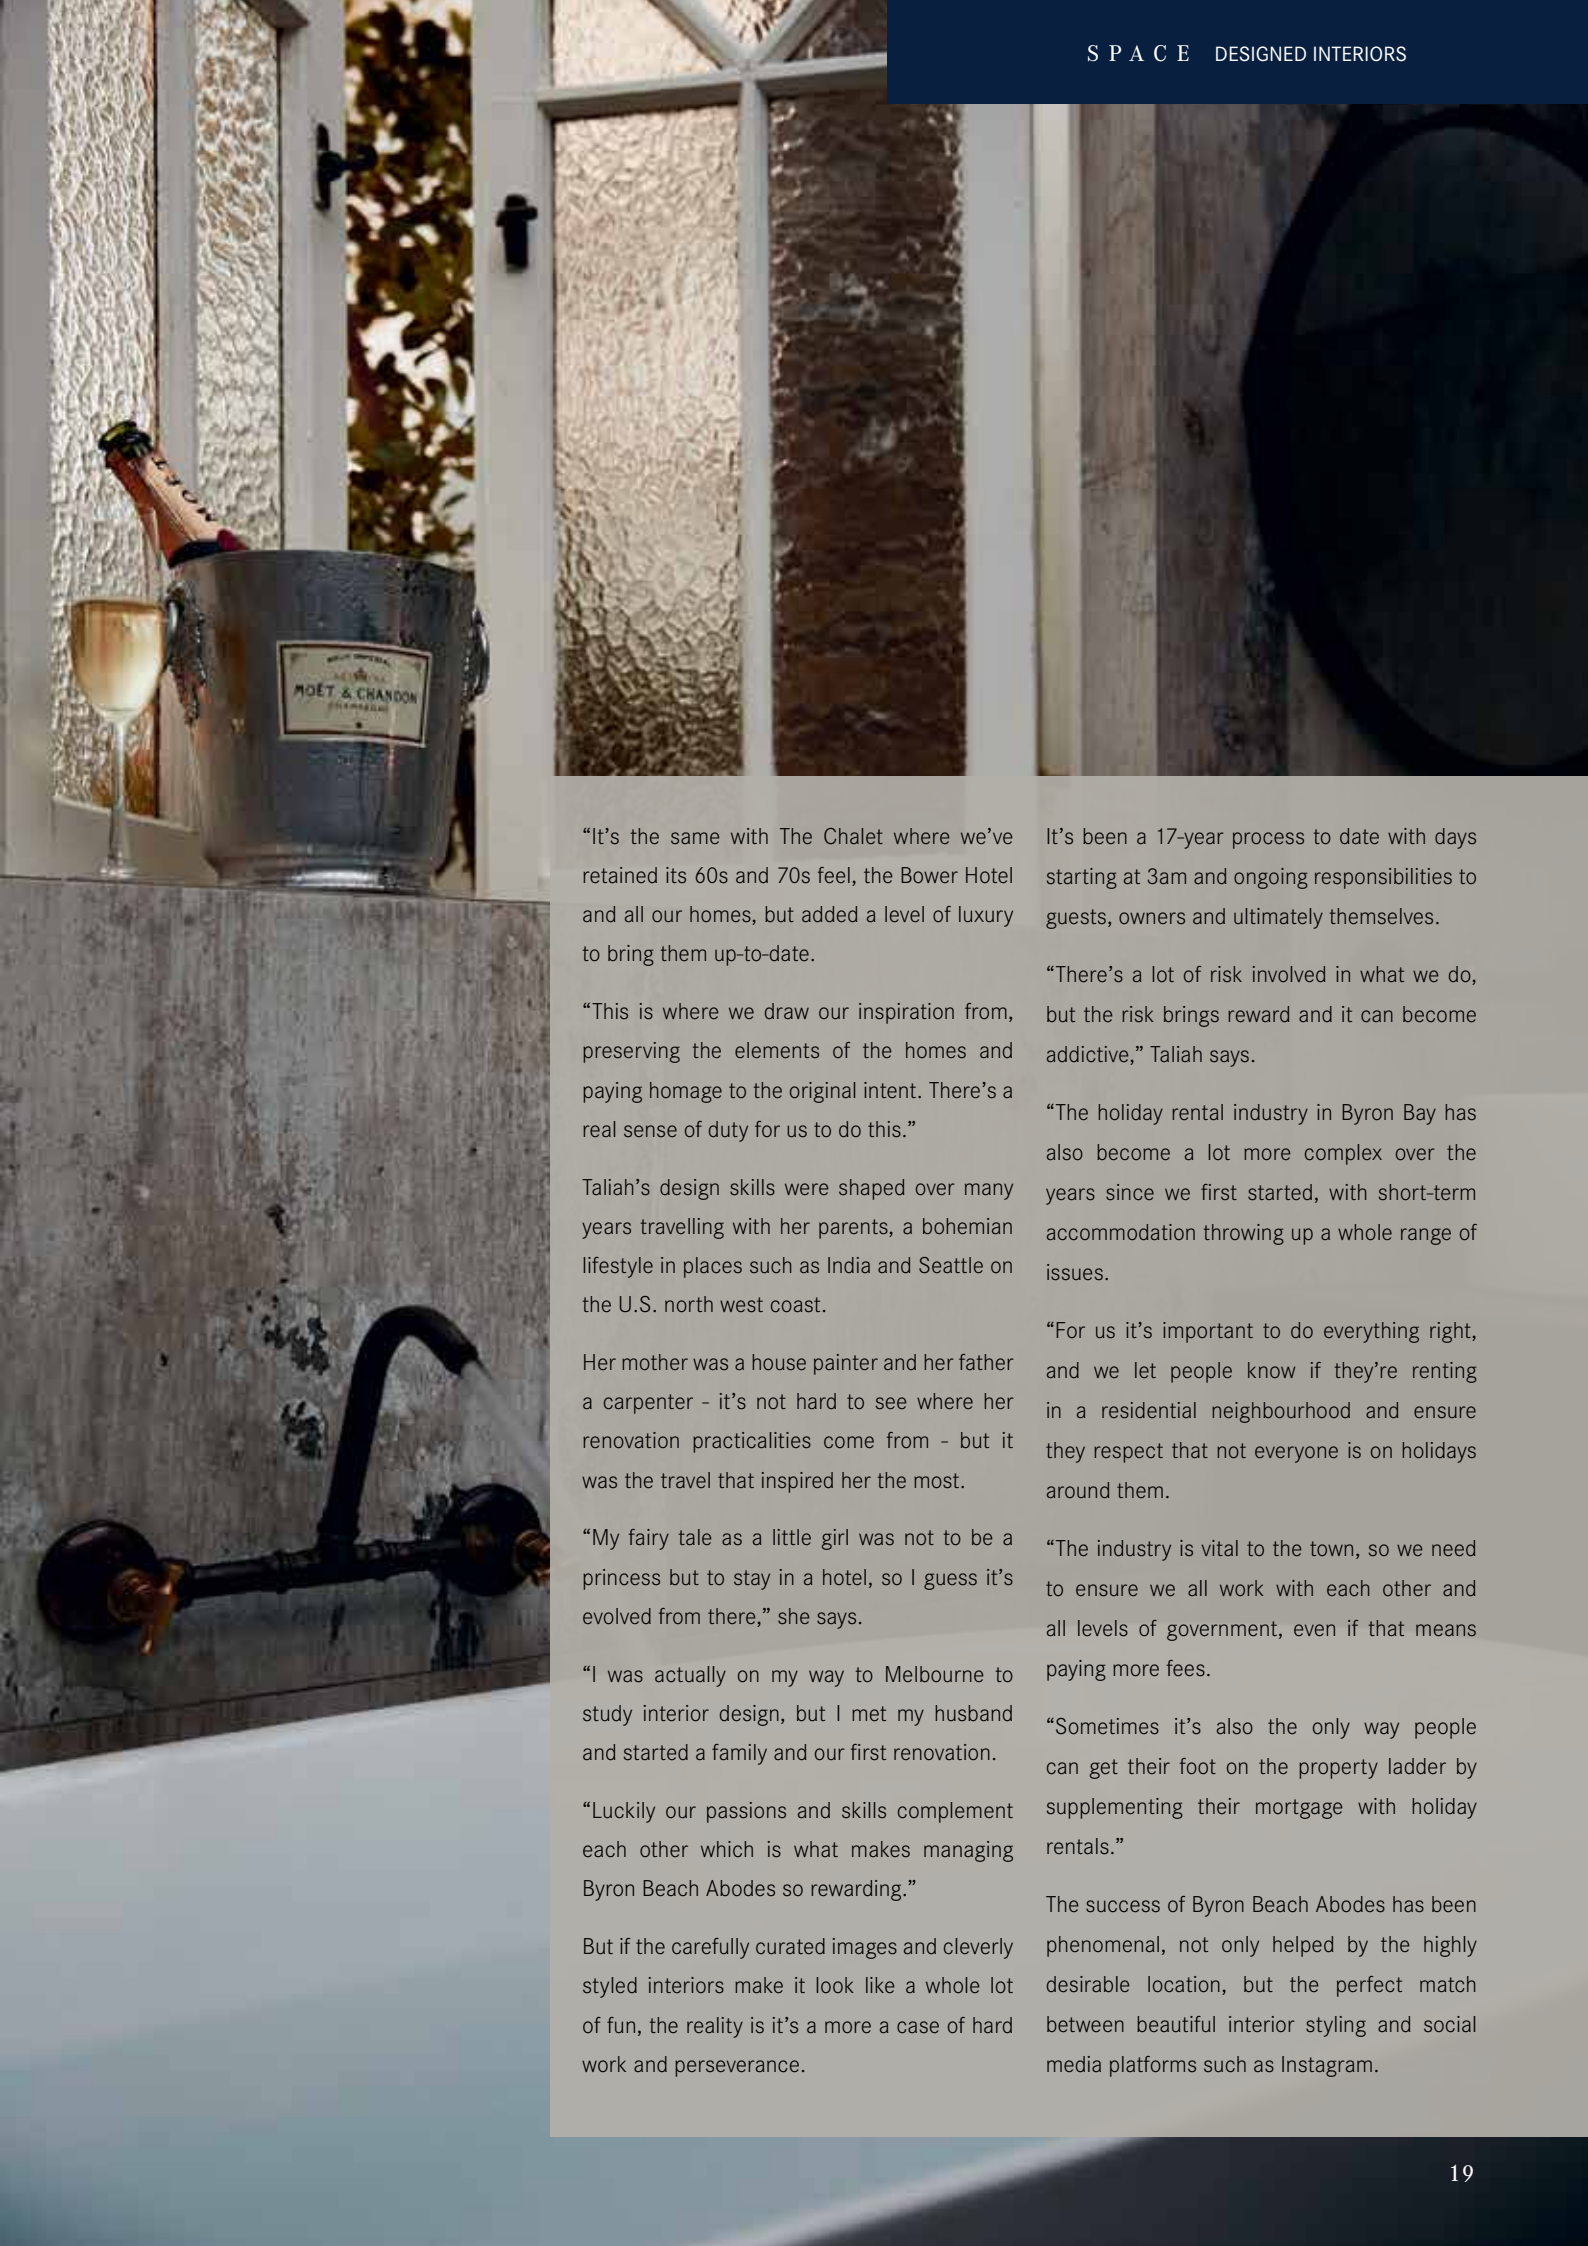 SPACE DESIGNED INTERIORS
MOËT
MOËT & CHANDON
“It’s the same with The Chalet where we’ve
retained its 60s and 70s feel, the Bower Hotel
and all our homes, but added a level of luxury
to bring them up-to-date.
“This is where we draw our inspiration from,
preserving the elements of the homes and
paying homage to the original intent. There’s a
real sense of duty for us to do this.”
Taliah’s design skills were shaped over many
years travelling with her parents, a bohemian
lifestyle in places such as India and Seattle on
the U.S. north west coast.
Her mother was a house painter and her father
a carpenter - it’s not hard to see where her
renovation practicalities come from - but it
was the travel that inspired her the most.
“My fairy tale as a little girl was not to be a
princess but to stay in a hotel, so I guess it’s
evolved from there,” she says.
“I was actually on my way to Melbourne to
study interior design, but I met my husband
and started a family and our first renovation.
“Luckily our passions and skills complement
each other which is what makes managing
Byron Beach Abodes so rewarding.”
But if the carefully curated images and cleverly
styled interiors make it look like a whole lot
of fun, the reality is it’s a more a case of hard
work and perseverance.
It’s been a 17-year process to date with days
starting at 3am and ongoing responsibilities to
guests, owners and ultimately themselves.
“There’s a lot of risk involved in what we do,
but the risk brings reward and it can become
addictive,” Taliah says.
“The holiday rental industry in Byron Bay has
also become a lot more complex over the
years since we first started, with short-term
accommodation throwing up a whole range of
issues.
“For us it’s important to do everything right,
and we let people know if they’re renting
in a residential neighbourhood and ensure
they respect that not everyone is on holidays
around them.
“The industry is vital to the town, so we need
to ensure we all work with each other and
all levels of government, even if that means
paying more fees.
“Sometimes it’s also the only way people
can get their foot on the property ladder by
supplementing their mortgage with holiday
rentals.”
The success of Byron Beach Abodes has been
phenomenal, not only helped by the highly
desirable location, but the perfect match
between beautiful interior styling and social
media platforms such as Instagram.
19